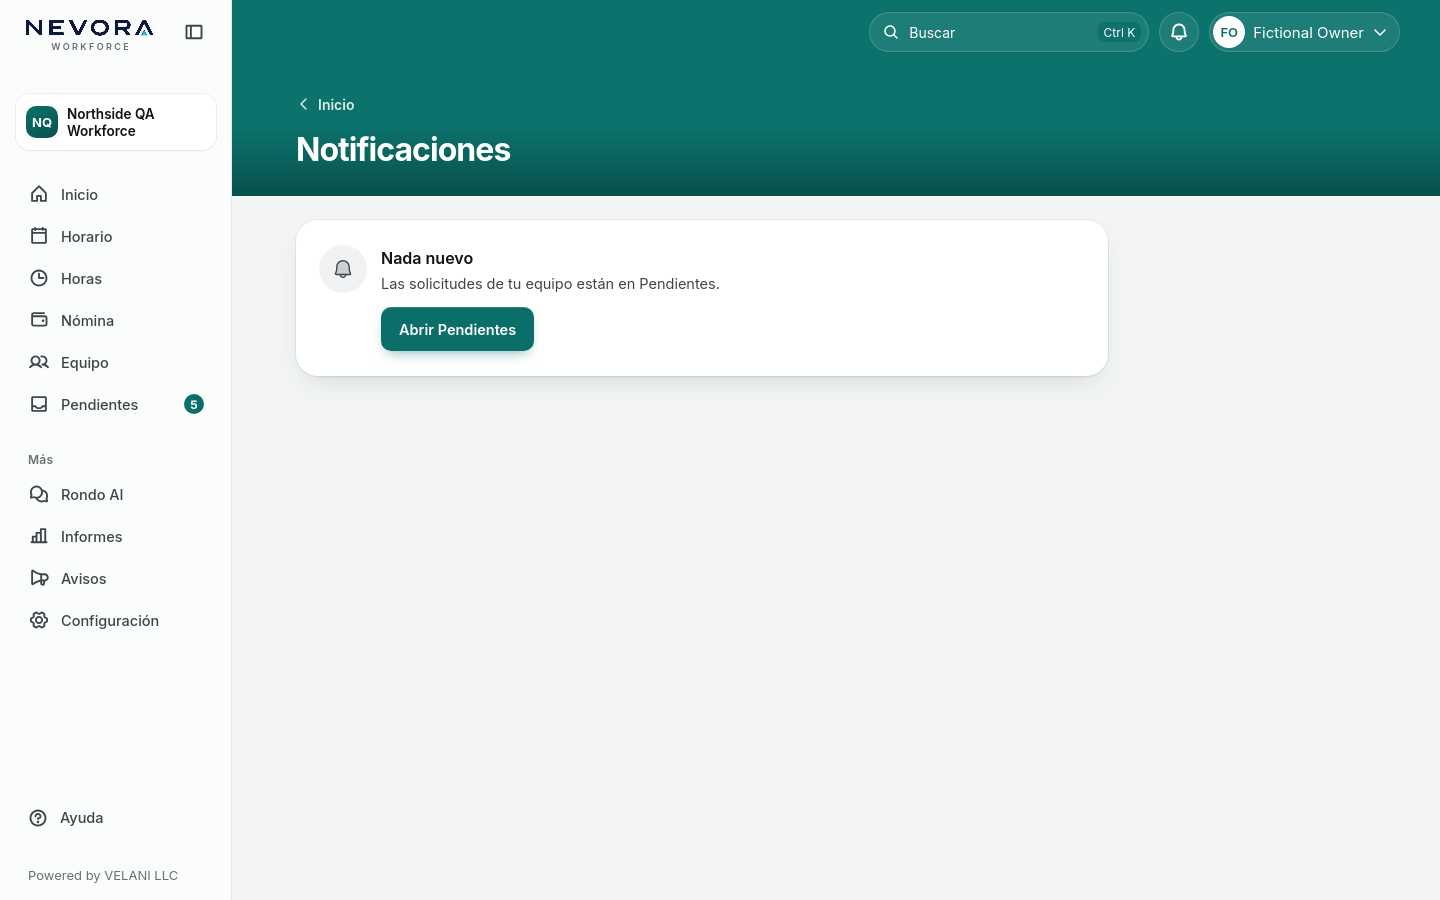 NEVORA
WORKFORCE
Buscar
Ctrl K
FO
Fictional Owner
NQ
Northside QA
Workforce
Inicio
Notificaciones
Inicio
Horario
Horas
Nómina
Equipo
Pendientes
5
Más
Rondo AI
Informes
Avisos
Configuración
Ayuda
Powered by VELANI LLC
Nada nuevo
Las solicitudes de tu equipo están en Pendientes.
Abrir Pendientes